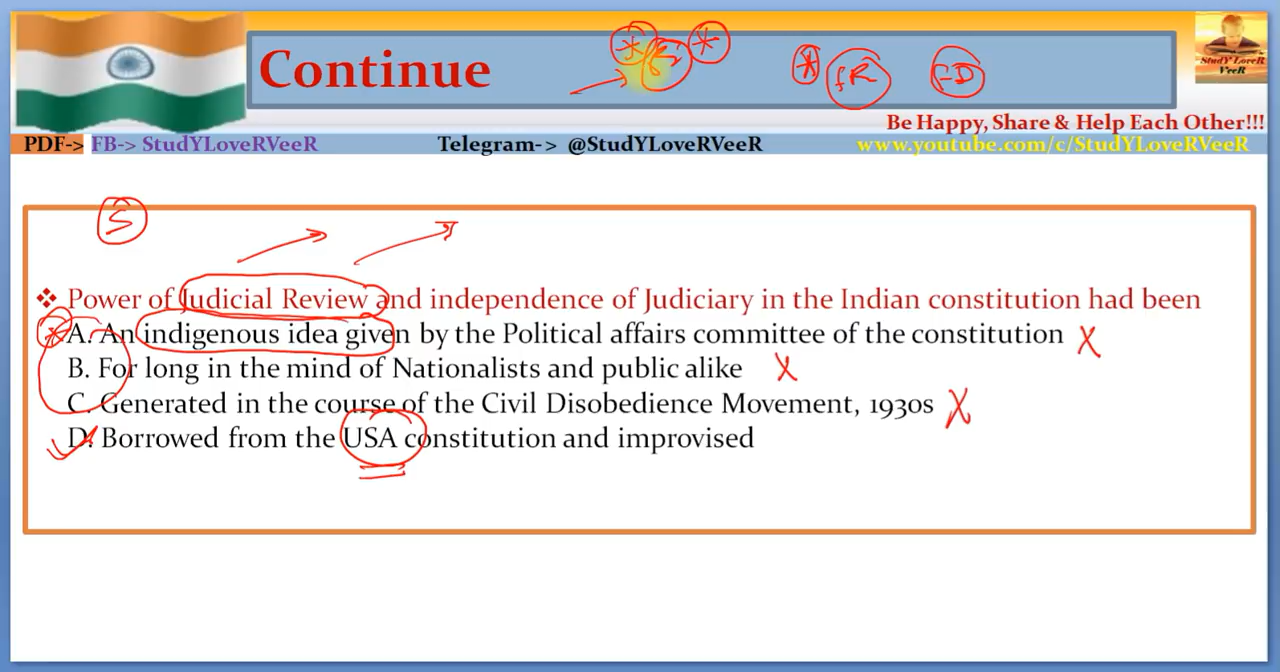 Continue
fR
FD
StudY LoveR
VeeR
Be Happy, Share & Help Each Other!!!
PDF-> FB-> StudYLoveRVeeR Telegram-> @StudYLoveRVeeR www.youtube.com/c/StudYLoveRVeeR
S
❖ Power of Judicial Review and independence of Judiciary in the Indian constitution had been
A. An indigenous idea given by the Political affairs committee of the constitution X
B. For long in the mind of Nationalists and public alike X
C. Generated in the course of the Civil Disobedience Movement, 1930s X
D. Borrowed from the USA constitution and improvised